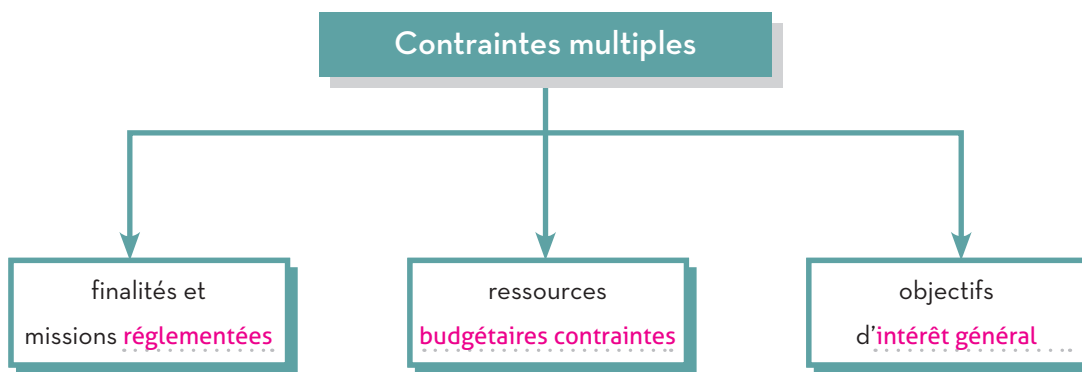 Contraintes multiples
finalités et
missions réglementées
ressources
budgétaires contraintes
objectifs
d'intérêt général